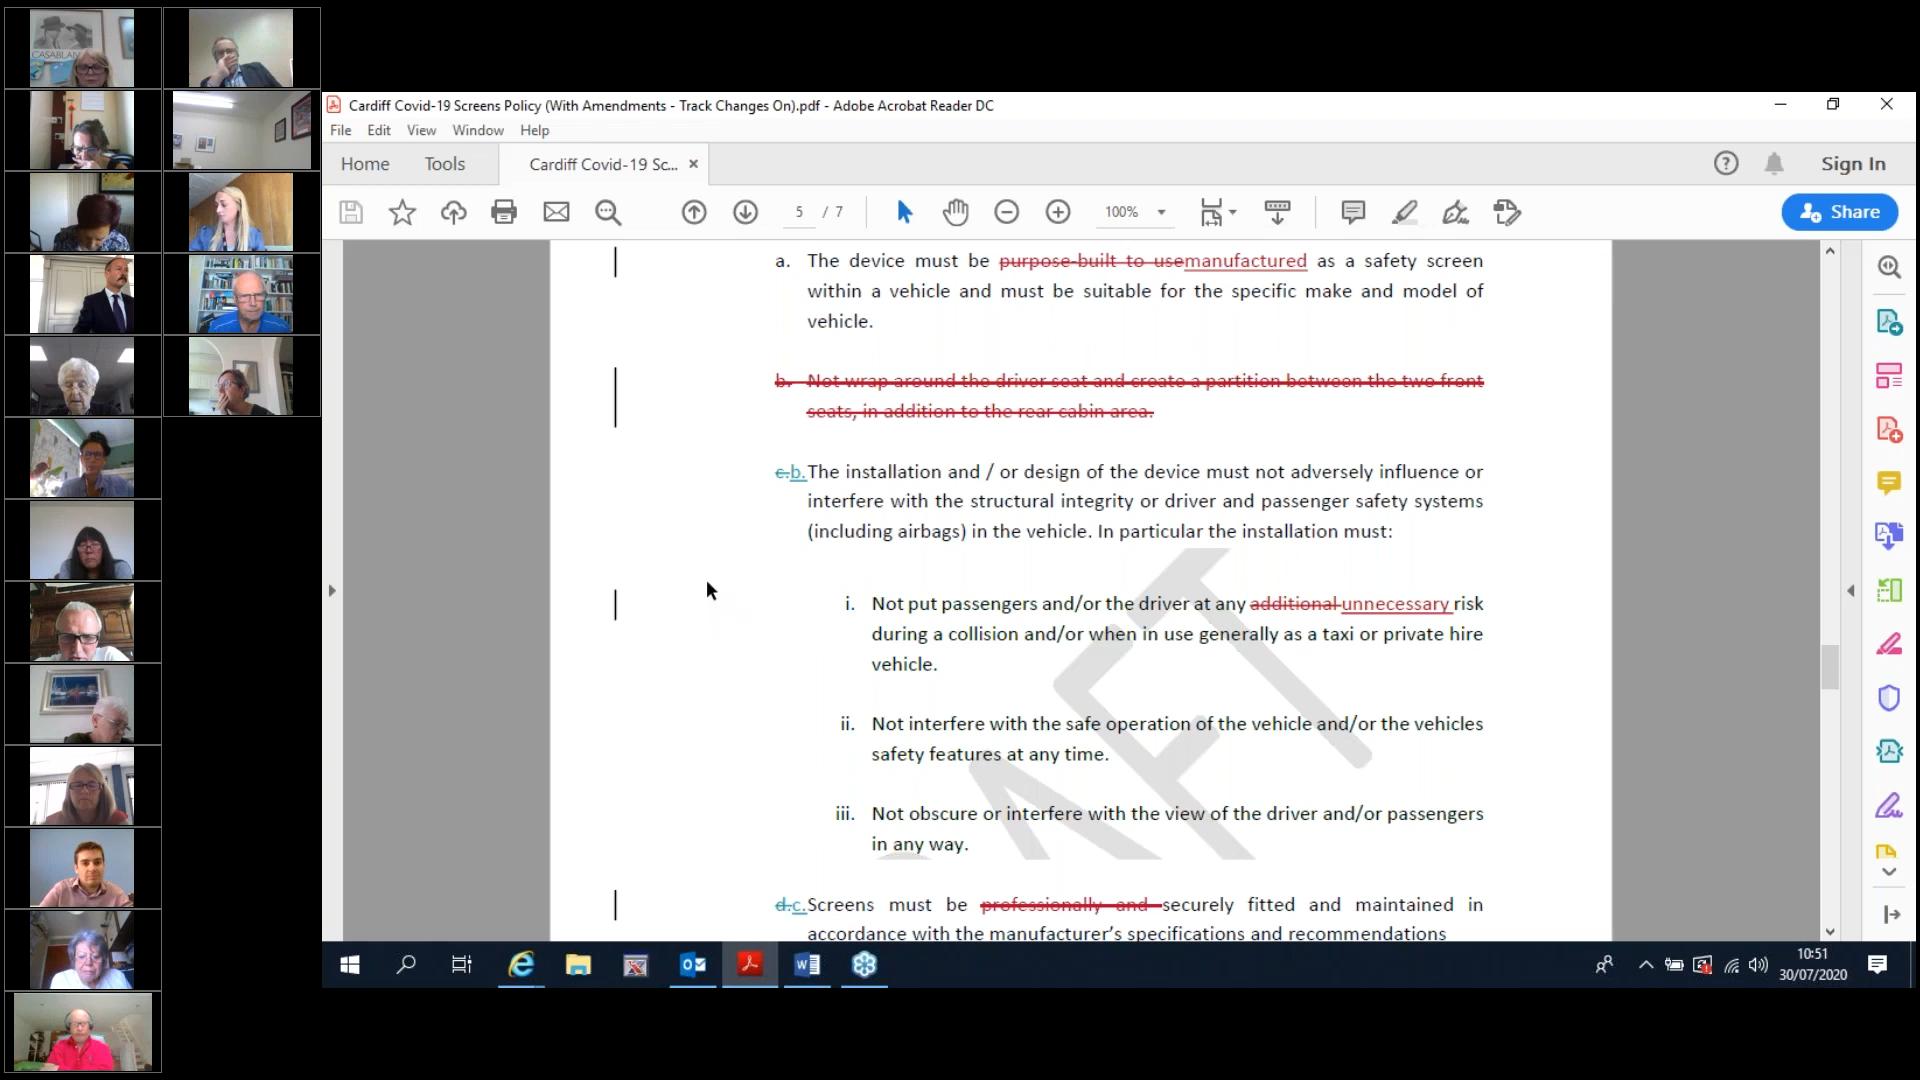 CASABLAN
Cardiff Covid-19 Screens Policy (With Amendments - Track Changes On).pdf - Adobe Acrobat Reader DC
File Edit View Window Help
Home Tools Cardiff Covid-19 Sc... × Sign In
5 / 7 100% Share
a. The device must be purpose-built to usemanufactured as a safety screen
within a vehicle and must be suitable for the specific make and model of
vehicle.
b. Not wrap around the driver seat and create a partition between the two front
seats, in addition to the rear cabin area.
c.b.The installation and / or design of the device must not adversely influence or
interfere with the structural integrity or driver and passenger safety systems
(including airbags) in the vehicle. In particular the installation must:
i. Not put passengers and/or the driver at any additional unnecessary risk
during a collision and/or when in use generally as a taxi or private hire
vehicle.
ii. Not interfere with the safe operation of the vehicle and/or the vehicles
safety features at any time.
iii. Not obscure or interfere with the view of the driver and/or passengers
in any way.
d.c.Screens must be professionally and securely fitted and maintained in
accordance with the manufacturer's specifications and recommendations
AFT
10:51
30/07/2020